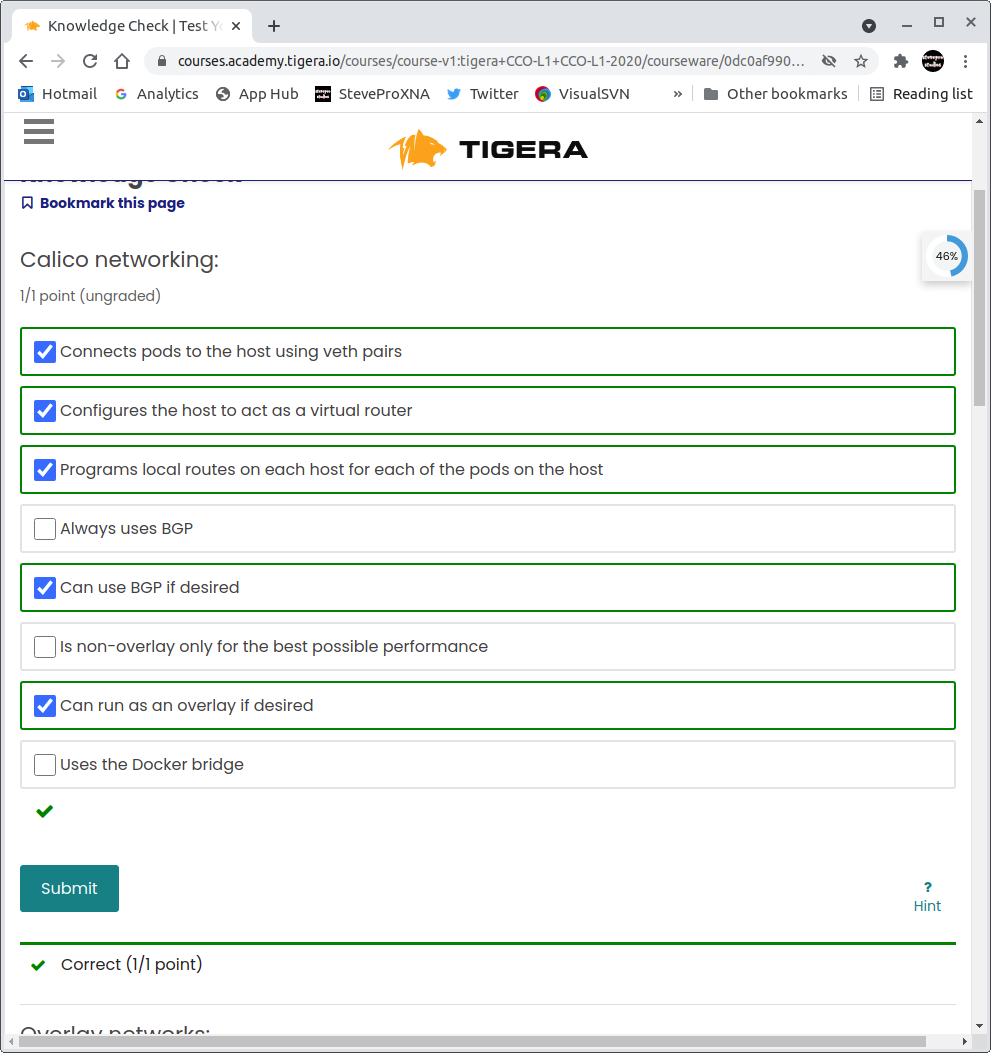 Knowledge Check | Test Yo
courses.academy.tigera.io/courses/course-v1:tigera+CCO-L1+CCO-L1-2020/courseware/0dc0af990...
Hotmail Analytics App Hub SteveProXNA Twitter VisualSVN » Other bookmarks Reading list
TIGERA
Knowledge Check
Bookmark this page
Calico networking:
46%
1/1 point (ungraded)
Connects pods to the host using veth pairs
Configures the host to act as a virtual router
Programs local routes on each host for each of the pods on the host
Always uses BGP
Can use BGP if desired
Is non-overlay only for the best possible performance
Can run as an overlay if desired
Uses the Docker bridge
Submit
?
Hint
Correct (1/1 point)
Overlay networks: